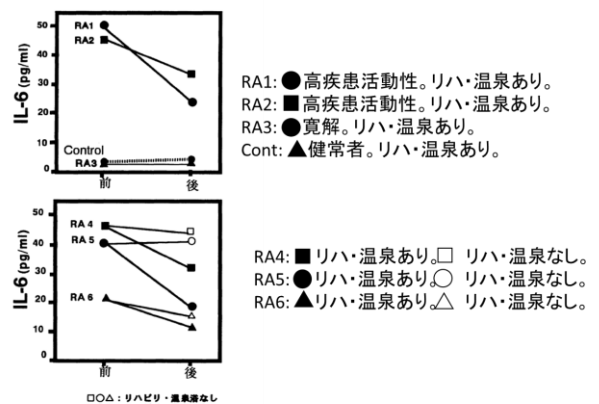 IL-6 (pg/ml)
50
40
30
20
10
0
RA1
RA2
Control
RA3
前
後
RA1: ●高疾患活動性。リハ・温泉あり。
RA2: ■高疾患活動性。リハ・温泉あり。
RA3: ●寛解。リハ・温泉あり。
Cont: ▲健常者。リハ・温泉あり。
IL-6 (pg/ml)
50
40
30
20
10
0
RA 4
RA 5
RA 6
前
後
RA4: ■リハ・温泉あり。□ リハ・温泉なし。
RA5: ●リハ・温泉あり。○ リハ・温泉なし。
RA6: ▲リハ・温泉あり。△ リハ・温泉なし。
□○△：リハビリ・温泉浴なし